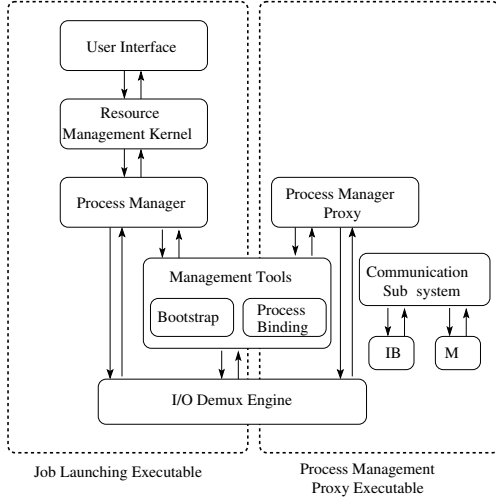 User Interface
Resource
Management Kernel
Process Manager
Process Manager
Proxy
Management Tools
Bootstrap
Process
Binding
Communication
Sub system
IB
M
I/O Demux Engine
Job Launching Executable
Process Management
Proxy Executable